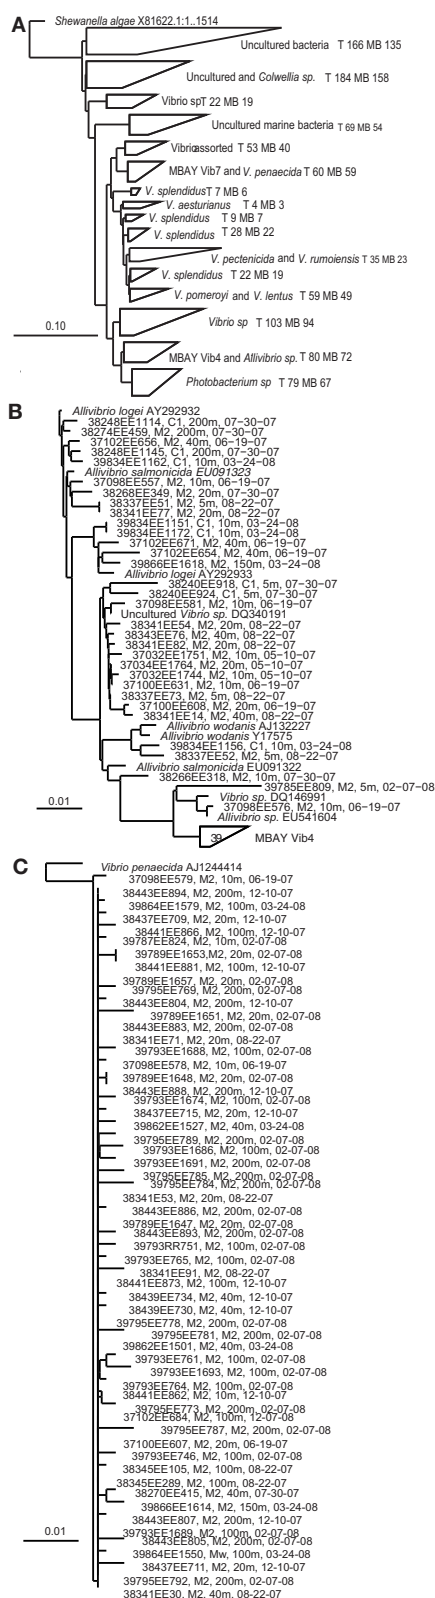 A
Shewanella algae X81622.1:1..1514
Uncultured bacteria T 166 MB 135
Uncultured and Golwellia sp. T 184 MB 158
Vibrio spT 22 MB 19
Uncultured marine bacteria T 69 MB 54
Vibrioassorted T 53 MB 40
MBAY Vib7 and V. penaecida T 60 MB 59
V. splendidusT 7 MB 6
V. aesturianus T 4 MB 3
V. splendidus T 9 MB 7
V. splendidus T 28 MB 22
V. pectenicida and V. rumoiensis T 35 MB 23
V. splendidus T 22 MB 19
V. pomeroyi and V. lentus T 59 MB 49
0.10
Vibrio sp T 103 MB 94
MBAY Vib4 and Allivibrio sp. T 80 MB 72
Photobacterium sp T 79 MB 67
B
Allivibrio logei AY292932
38248EE1114, C1, 200m, 07-30-07
38274EE459, M2, 200m, 07-30-07
37102EE656, M2, 40m, 06-19-07
38248EE1145, C1, 200m, 07-30-07
39834EE1162, C1, 10m, 03-24-08
Allivibrio salmonicida EU091323
37098EE557, M2, 10m, 06-19-07
38268EE349, M2, 20m, 07-30-07
38337EE51, M2, 5m, 08-22-07
38341EE77, M2, 20m, 08-22-07
39834EE1151, C1, 10m, 03-24-08
39834EE1172, C1, 10m, 03-24-08
37102EE671, M2, 40m, 06-19-07
37102EE654, M2, 40m, 06-19-07
39866EE1618, M2, 150m, 03-24-08
Allivibrio logei AY292933
38240EE918, C1, 5m, 07-30-07
38240EE924, C1, 5m, 07-30-07
37098EE581, M2, 10m, 06-19-07
Uncultured Vibrio sp. DQ340191
38341EE54, M2, 20m, 08-22-07
38343EE76, M2, 40m, 08-22-07
38341EE82, M2, 20m, 08-22-07
37032EE1751, M2, 10m, 05-10-07
37034EE1764, M2, 20m, 05-10-07
37032EE1744, M2, 10m, 05-10-07
37100EE631, M2, 10m, 06-19-07
38337EE73, M2, 5m, 08-22-07
37100EE608, M2, 20m, 06-19-07
38341EE14, M2, 40m, 08-22-07
Allivibrio wodanis AJ132227
Allivibrio wodanis Y17575
39834EE1156, C1, 10m, 03-24-08
38337EE52, M2, 5m, 08-22-07
Allivibrio salmonicida EU091322
38266EE318, M2, 10m, 07-30-07
39785EE809, M2, 5m, 02-07-08
Vibrio sp. DQ146991
37098EE576, M2, 10m, 06-19-07
Allivibrio sp. EU541604
0.01
39 MBAY Vib4
C
Vibrio penaecida AJ1244414
37098EE579, M2, 10m, 06-19-07
38443EE894, M2, 200m, 12-10-07
39864EE1579, M2, 100m, 03-24-08
38437EE709, M2, 20m, 12-10-07
38441EE866, M2, 100m, 12-10-07
39787EE824, M2, 10m, 02-07-08
39789EE1653,M2, 20m, 02-07-08
38441EE881, M2, 100m, 12-10-07
39789EE1657, M2, 20m, 02-07-08
39795EE769, M2, 200m, 02-07-08
38443EE804, M2, 200m, 12-10-07
39789EE1651, M2, 20m, 02-07-08
38443EE883, M2, 200m, 02-07-08
38341EE71, M2, 20m, 08-22-07
39793EE1688, M2, 100m, 02-07-08
37098EE578, M2, 10m, 06-19-07
39789EE1648, M2, 20m, 02-07-08
38443EE888, M2, 200m, 12-10-07
39793EE1674, M2, 100m, 02-07-08
38437EE715, M2, 20m, 12-10-07
39862EE1527, M2, 40m, 03-24-08
39795EE789, M2, 200m, 02-07-08
39793EE1686, M2, 100m, 02-07-08
39793EE1691, M2, 200m, 02-07-08
39795EE785, M2, 200m, 02-07-08
39795EE784, M2, 200m, 02-07-08
38341E53, M2, 20m, 08-22-07
38443EE886, M2, 200m, 02-07-08
39789EE1647, M2, 20m, 02-07-08
38443EE893, M2, 200m, 02-07-08
39793RR751, M2, 100m, 02-07-08
39793EE765, M2, 100m, 02-07-08
38341EE91, M2, 08-22-07
38441EE873, M2, 100m, 12-10-07
38439EE734, M2, 40m, 12-10-07
38439EE730, M2, 40m, 12-10-07
39795EE778, M2, 200m, 02-07-08
39795EE781, M2, 200m, 02-07-08
39862EE1501, M2, 40m, 03-24-08
39793EE761, M2, 100m, 02-07-08
39793EE1693, M2, 100m, 02-07-08
39793EE764, M2, 100m, 02-07-08
38441EE862, M2, 10m, 12-10-07
39795EE773, M2, 200m, 02-07-08
37102EE684, M2, 100m, 12-07-08
39795EE787, M2, 200m, 02-07-08
37100EE607, M2, 20m, 06-19-07
39793EE746, M2, 100m, 02-07-08
38345EE105, M2, 100m, 08-22-07
38345EE289, M2, 100m, 08-22-07
38270EE415, M2, 40m, 07-30-07
39866EE1614, M2, 150m, 03-24-08
38443EE807, M2, 200m, 12-10-07
39793EE1689, M2, 100m, 02-07-08
0.01
38443EE805, M2, 200m, 02-07-08
39864EE1550, Mw, 100m, 03-24-08
38437EE711, M2, 20m, 12-10-07
39795EE792, M2, 200m, 02-07-08
38341EE30, M2, 40m, 08-22-07